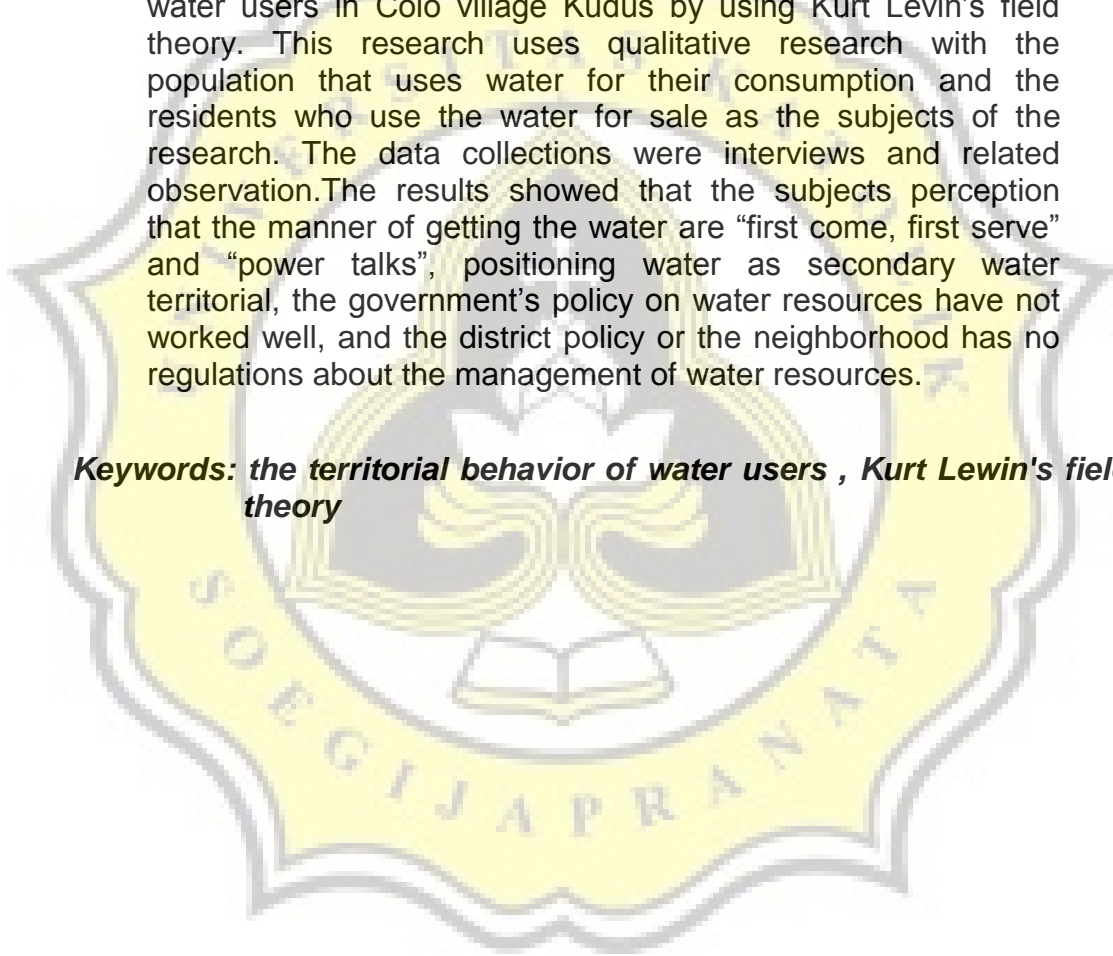 water users in Colo village Kudus by using Kurt Levin's field
theory. This research uses qualitative research with the
population that uses water for their consumption and the
residents who use the water for sale as the subjects of the
research. The data collections were interviews and related
observation.The results showed that the subjects perception
that the manner of getting the water are “first come, first serve”
and “power talks”, positioning water as secondary water
territorial, the government's policy on water resources have not
worked well, and the district policy or the neighborhood has no
regulations about the management of water resources.
Keywords: the territorial behavior of water users , Kurt Lewin's
theory
SOEGIJAPRANATA